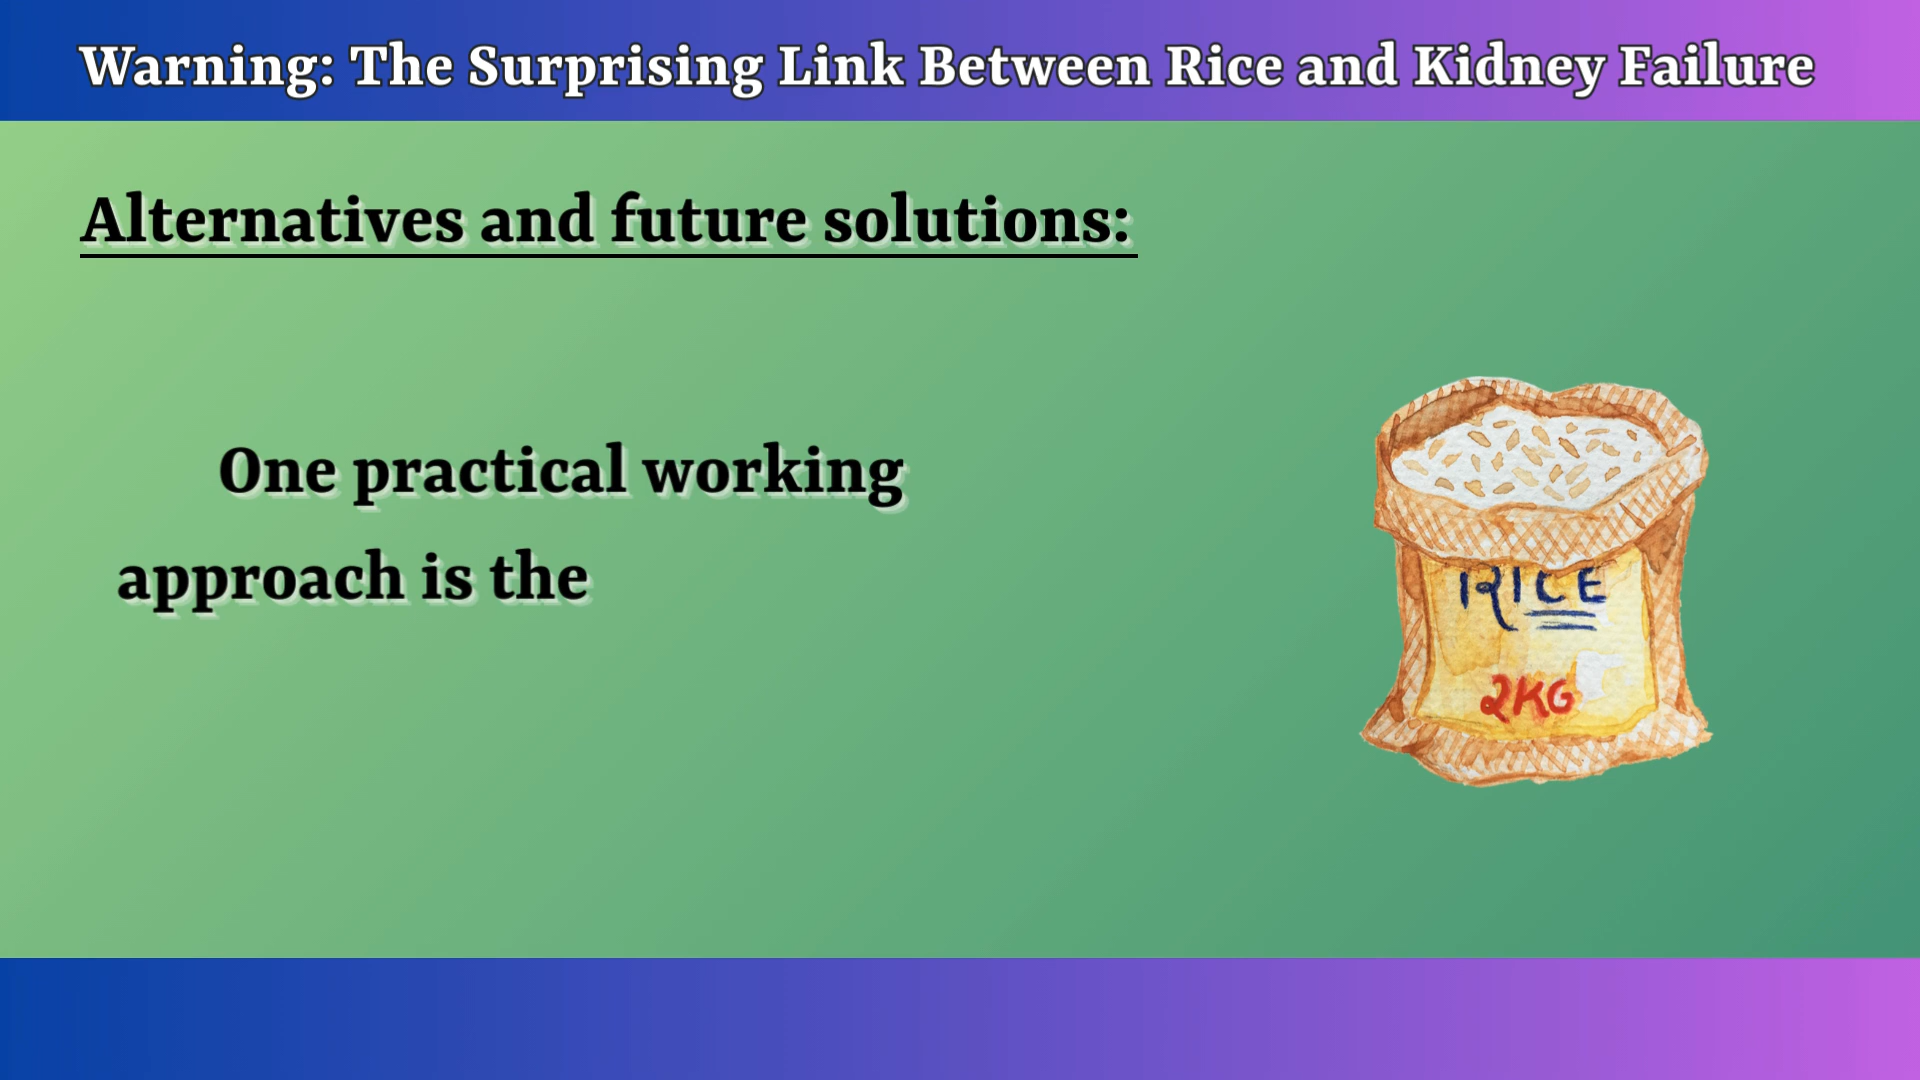 Warning: The Surprising Link Between Rice and Kidney Failure
Alternatives and future solutions:
One practical working
approach is the
RICE
2KG